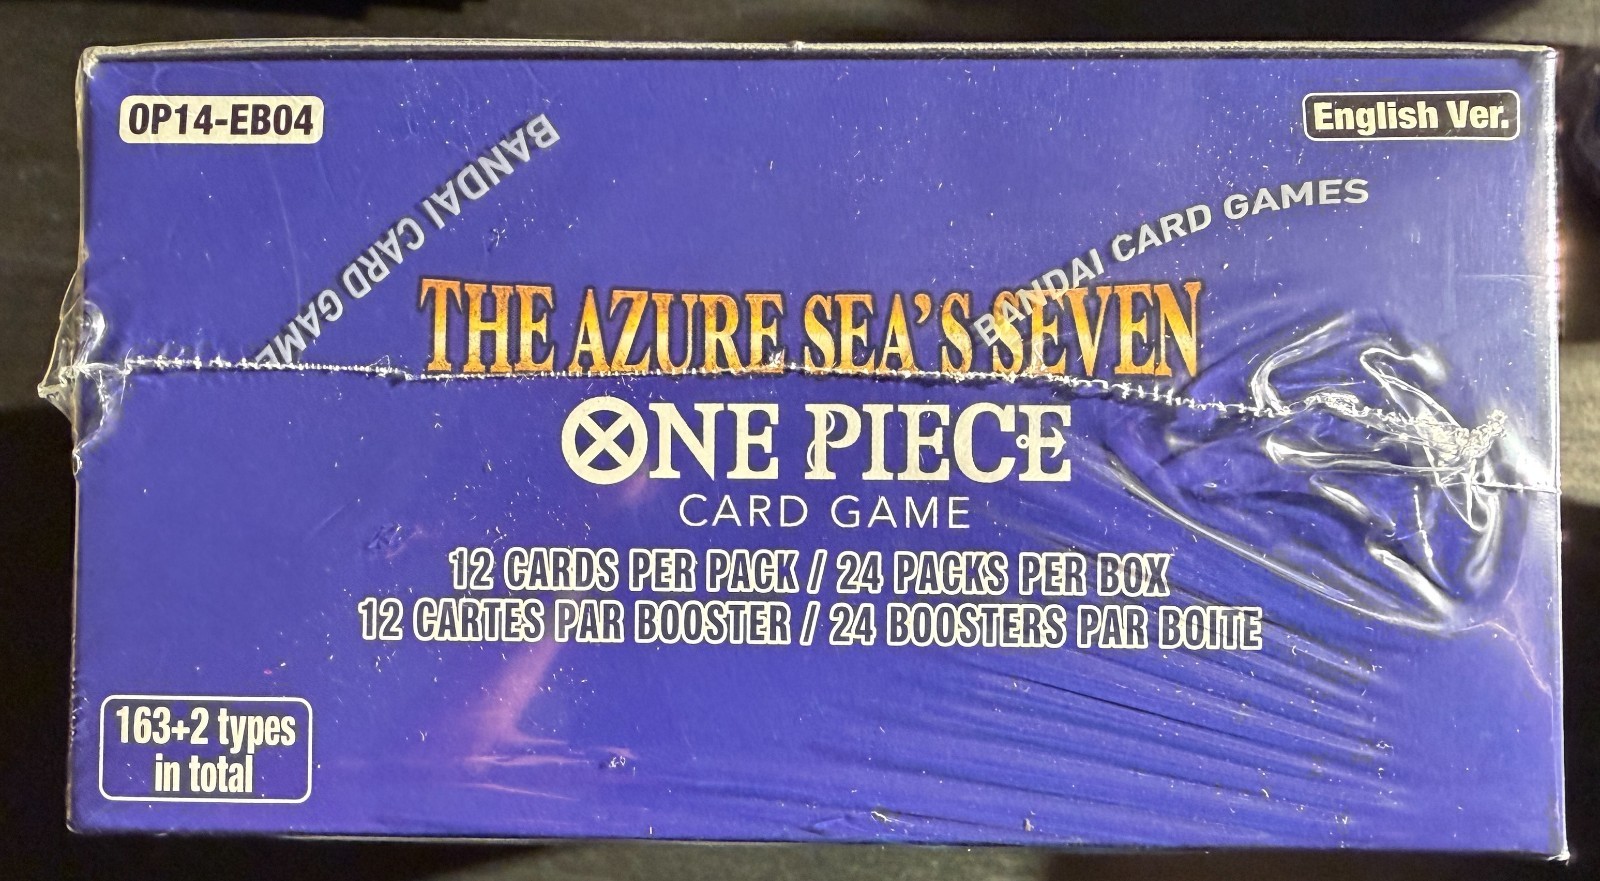 OP14-EB04
English Ver.
BANDAI CARD GAME
BANDAI CARD GAMES
THE AZURE SEA'S SEVEN
ONE PIECE
CARD GAME
12 CARDS PER PACK / 24 PACKS PER BOX
12 CARTES PAR BOOSTER / 24 BOOSTERS PAR BOITE
163+2 types
in total